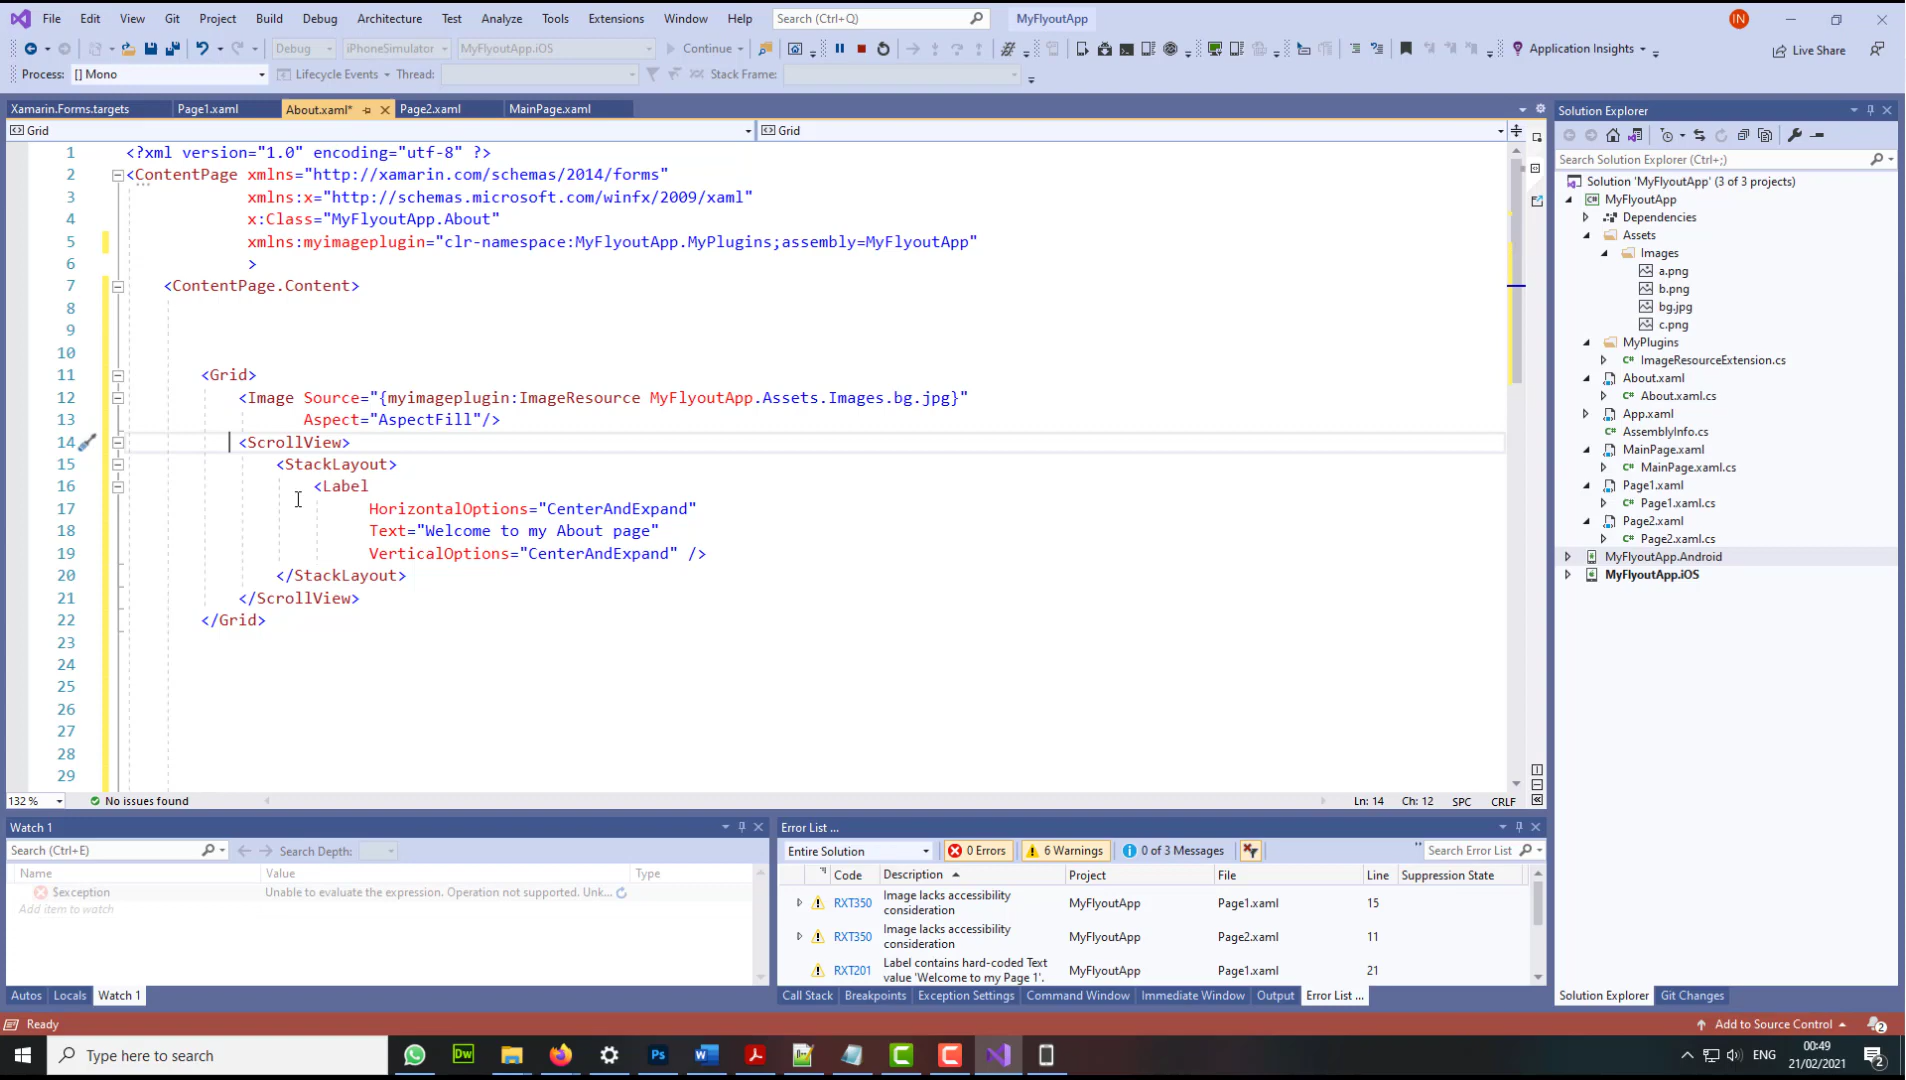 File Edit View Git Project Build Debug Architecture Test Analyze Tools Extensions Window Help Search (Ctrl+Q) MyFlyoutApp IN
Debug iPhoneSimulator MyFlyoutApp.iOS Continue Application Insights Live Share
Process: [] Mono Lifecycle Events Thread: Stack Frame:
Xamarin.Forms.targets Page1.xaml About.xaml* Page2.xaml MainPage.xaml
Grid Grid
1 <?xml version="1.0" encoding="utf-8" ?>
2 <ContentPage xmlns="http://xamarin.com/schemas/2014/forms"
3 xmlns:x="http://schemas.microsoft.com/winfx/2009/xaml"
4 x:Class="MyFlyoutApp.About"
5 xmlns:myimageplugin="clr-namespace:MyFlyoutApp.MyPlugins;assembly=MyFlyoutApp"
6 >
7 <ContentPage.Content>
8
9
10
11 <Grid>
12 <Image Source="{myimageplugin:ImageResource MyFlyoutApp.Assets.Images.bg.jpg}"
13 Aspect="AspectFill"/>
14 <ScrollView>
15 <StackLayout>
16 <Label
17 HorizontalOptions="CenterAndExpand"
18 Text="Welcome to my About page"
19 VerticalOptions="CenterAndExpand" />
20 </StackLayout>
21 </ScrollView>
22 </Grid>
23
24
25
26
27
28
29
132 % No issues found Ln: 14 Ch: 12 SPC CRLF
Solution Explorer
Search Solution Explorer (Ctrl+;)
Solution 'MyFlyoutApp' (3 of 3 projects)
MyFlyoutApp
Dependencies
Assets
Images
a.png
b.png
bg.jpg
c.png
MyPlugins
C# ImageResourceExtension.cs
About.xaml
C# About.xaml.cs
App.xaml
C# AssemblyInfo.cs
MainPage.xaml
C# MainPage.xaml.cs
Page1.xaml
C# Page1.xaml.cs
Page2.xaml
C# Page2.xaml.cs
MyFlyoutApp.Android
MyFlyoutApp.iOS
Solution Explorer Git Changes
Watch 1
Search (Ctrl+E) Search Depth:
Name Value Type
$exception Unable to evaluate the expression. Operation not supported. Unk...
Add item to watch
Autos Locals Watch 1
Error List ...
Entire Solution 0 Errors 6 Warnings 0 of 3 Messages Search Error List
Code Description Project File Line Suppression State
RXT350 Image lacks accessibility consideration MyFlyoutApp Page1.xaml 15
RXT350 Image lacks accessibility consideration MyFlyoutApp Page2.xaml 11
RXT201 Label contains hard-coded Text value 'Welcome to my Page 1'. MyFlyoutApp Page1.xaml 21
Call Stack Breakpoints Exception Settings Command Window Immediate Window Output Error List ...
Ready Add to Source Control 2
Type here to search Dw Ps ENG 00:49
21/02/2021 2